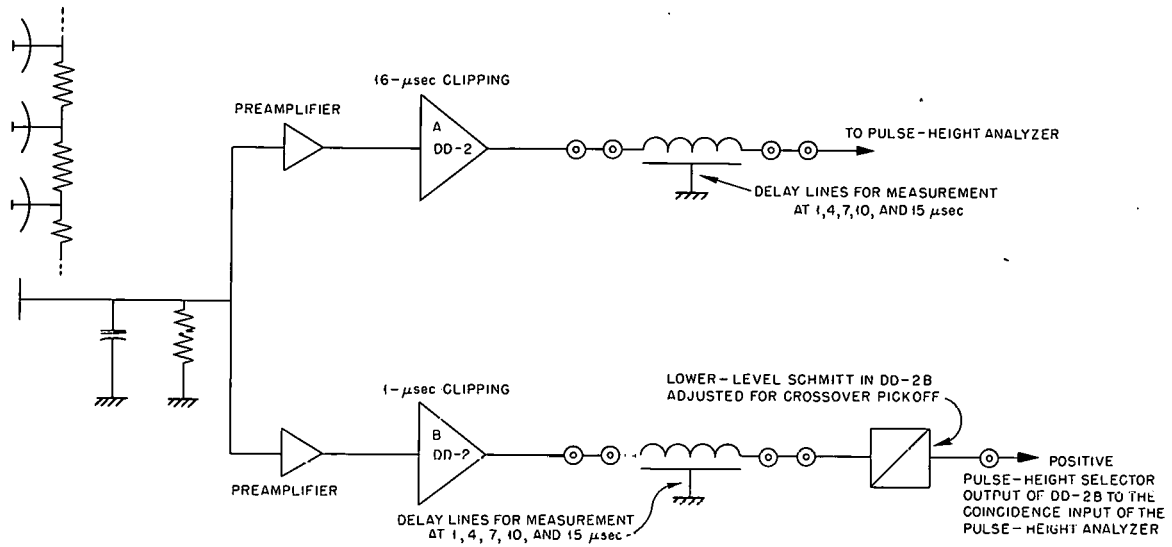 16-μsec CLIPPING
PREAMPLIFIER
A
DD-2
TO PULSE-HEIGHT ANALYZER
DELAY LINES FOR MEASUREMENT
AT 1,4,7,10, AND 15 μsec
1-μsec CLIPPING
LOWER-LEVEL SCHMITT IN DD-2B
ADJUSTED FOR CROSSOVER PICKOFF
B
DD-2
PREAMPLIFIER
DELAY LINES FOR MEASUREMENT
AT 1, 4, 7, 10, AND 15 μsec
POSITIVE
PULSE-HEIGHT SELECTOR
OUTPUT OF DD-2B TO THE
COINCIDENCE INPUT OF THE
PULSE-HEIGHT ANALYZER